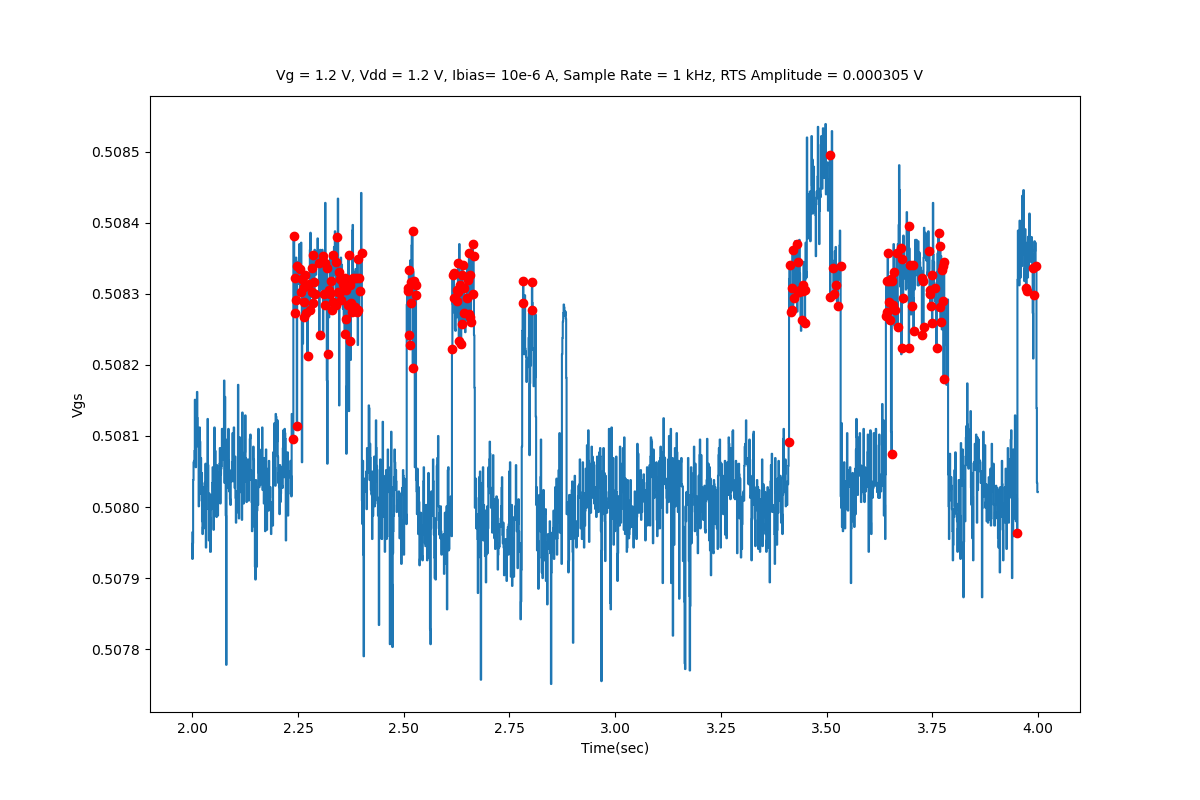 Vg = 1.2 V, Vdd = 1.2 V, Ibias= 10e-6 A, Sample Rate = 1 kHz, RTS Amplitude = 0.000305 V
0.5085
0.5084
0.5083
0.5082
0.5081
0.5080
0.5079
0.5078
Vgs
2.00 2.25 2.50 2.75 3.00 3.25 3.50 3.75 4.00
Time(sec)